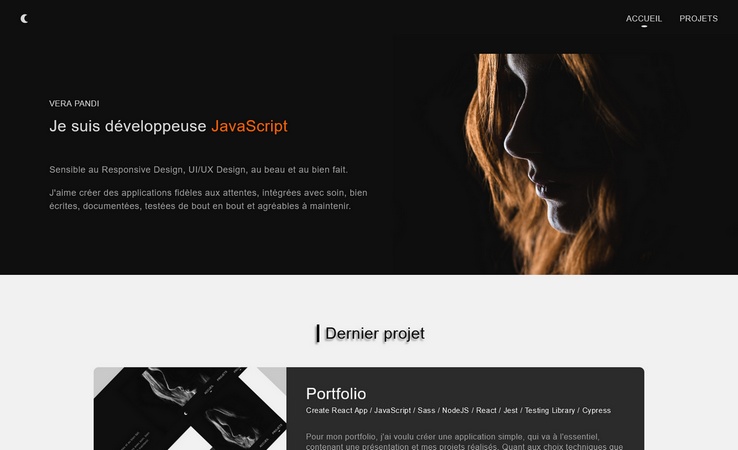 ACCUEIL PROJETS
VERA PANDI
Je suis développeuse JavaScript
Sensible au Responsive Design, UI/UX Design, au beau et au bien fait.
J'aime créer des applications fidèles aux attentes, intégrées avec soin, bien
écrites, documentées, testées de bout en bout et agréables à maintenir.
Dernier projet
Portfolio
Create React App / JavaScript / Sass / NodeJS / React / Jest / Testing Library / Cypress
Pour mon portfolio, j'ai voulu créer une application simple, qui va à l'essentiel,
contenant une présentation et mes projets réalisés. Quant aux choix techniques que